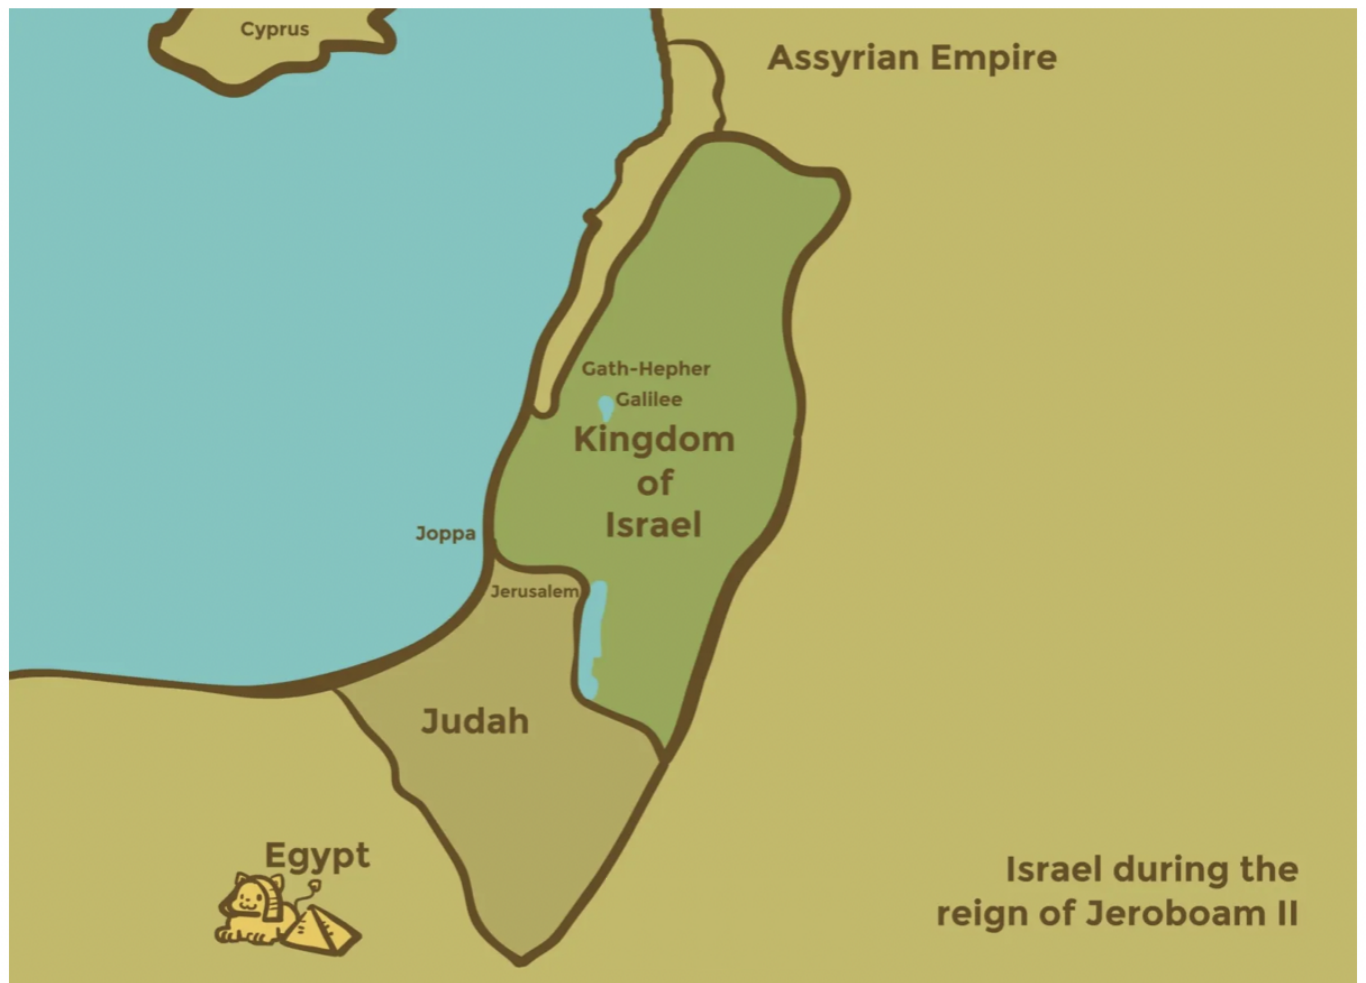 Cyprus
Assyrian Empire
Gath-Hepher
Galilee
Kingdom
of
Israel
Joppa
Jerusalem
Judah
Egypt
Israel during the
reign of Jeroboam II